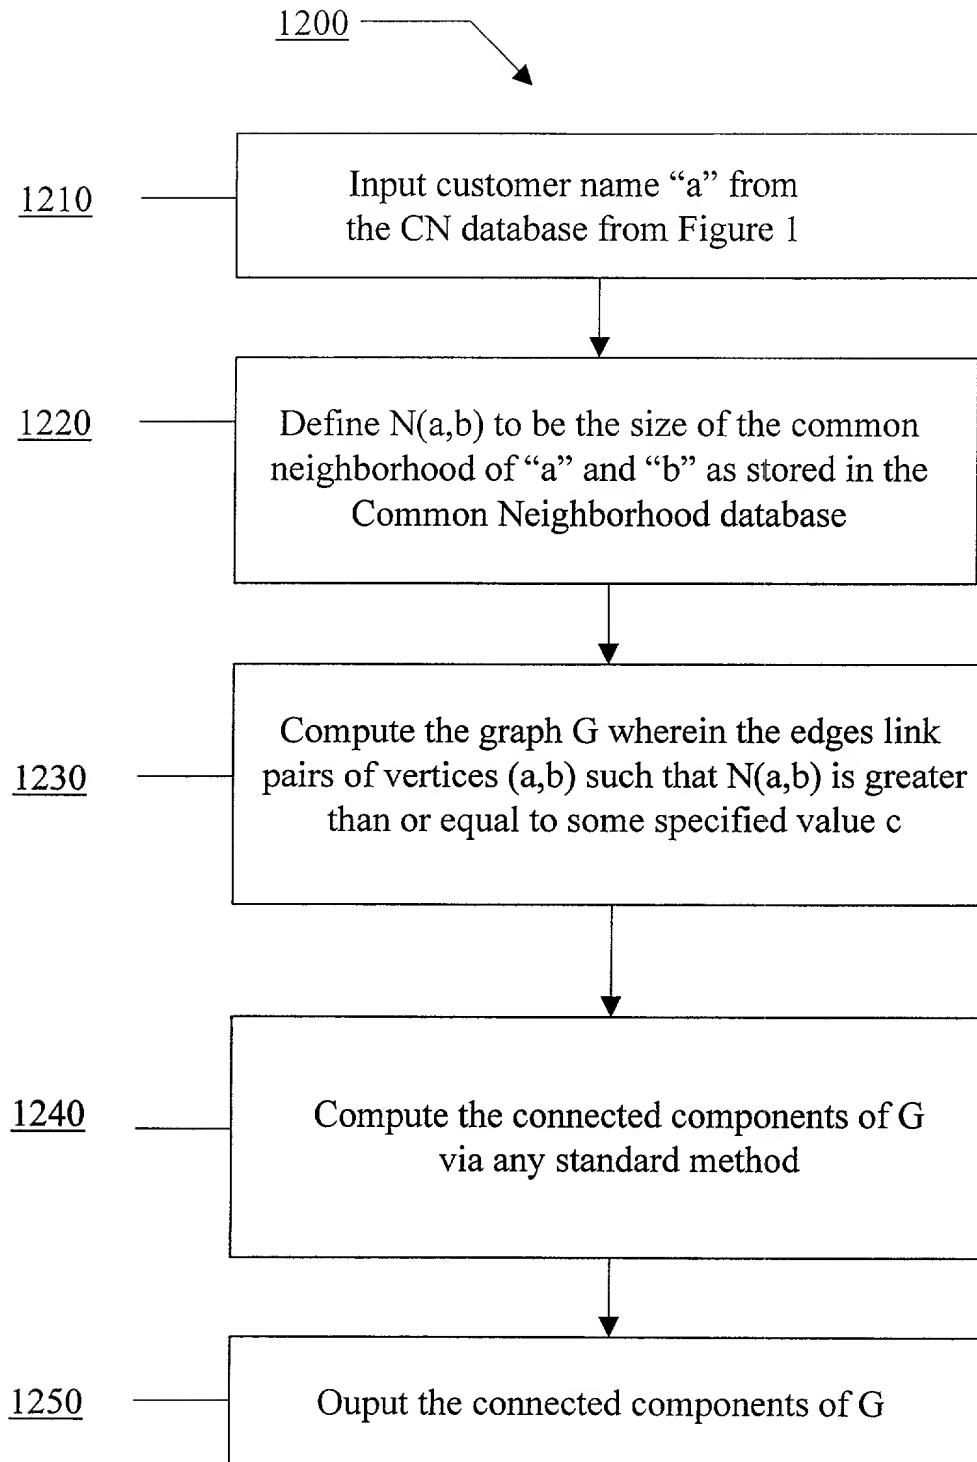 1200
1210
Input customer name “a” from
the CN database from Figure 1
1220
Define N(a,b) to be the size of the common
neighborhood of “a” and “b” as stored in the
Common Neighborhood database
1230
Compute the graph G wherein the edges link
pairs of vertices (a,b) such that N(a,b) is greater
than or equal to some specified value c
1240
Compute the connected components of G
via any standard method
1250
Ouput the connected components of G